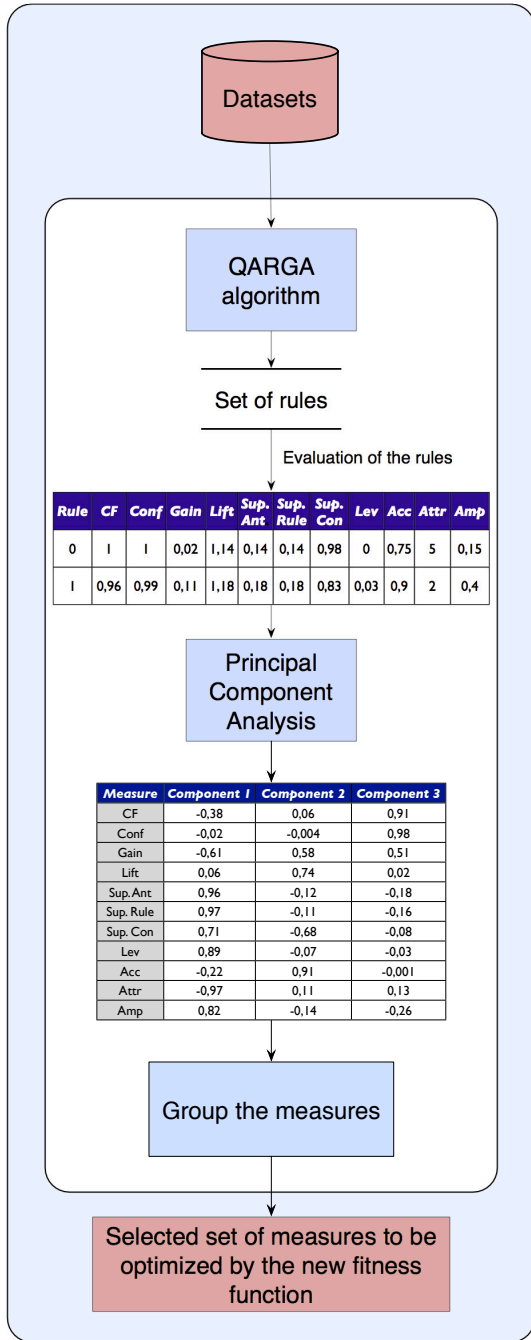 Datasets
QARGA
algorithm
Set of rules
Evaluation of the rules
Rule CF Conf Gain Lift Sup. Ant. Sup. Rule Sup. Con Lev Acc Attr Amp
0 1 1 0,02 1,14 0,14 0,14 0,98 0 0,75 5 0,15
1 0,96 0,99 0,11 1,18 0,18 0,18 0,83 0,03 0,9 2 0,4
Principal
Component
Analysis
Measure Component 1 Component 2 Component 3
CF -0,38 0,06 0,91
Conf -0,02 -0,004 0,98
Gain -0,61 0,58 0,51
Lift 0,06 0,74 0,02
Sup. Ant 0,96 -0,12 -0,18
Sup. Rule 0,97 -0,11 -0,16
Sup. Con 0,71 -0,68 -0,08
Lev 0,89 -0,07 -0,03
Acc -0,22 0,91 -0,001
Attr -0,97 0,11 0,13
Amp 0,82 -0,14 -0,26
Group the measures
Selected set of measures to be
optimized by the new fitness
function